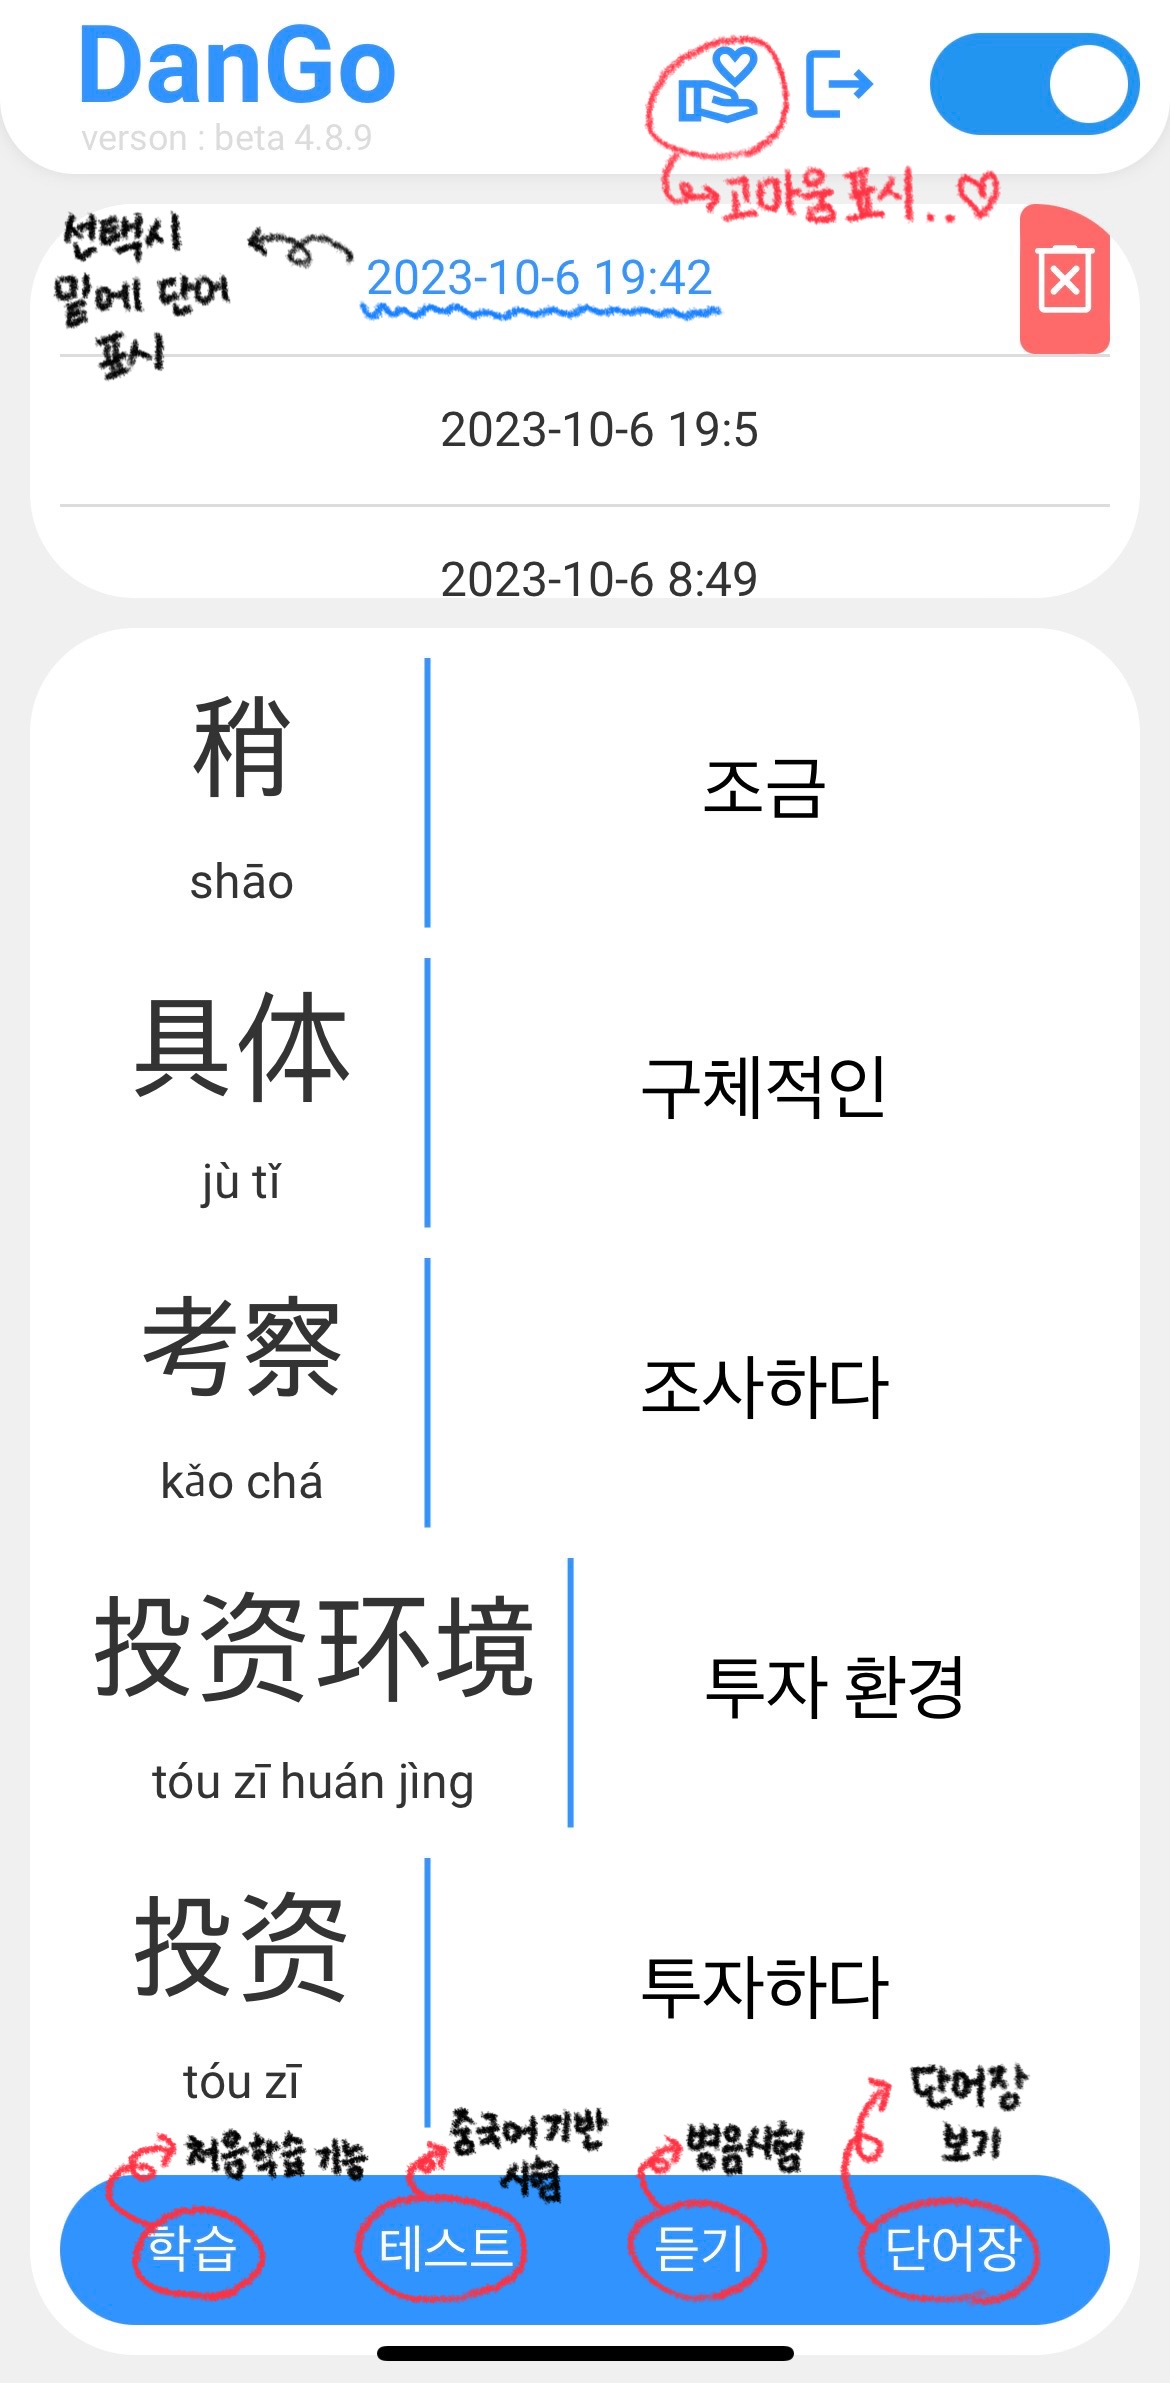 DanGo
verson : beta 4.8.9
고마움 표시..♡
선택시
밑에 단어
표시
2023-10-6 19:42
2023-10-6 19:5
2023-10-6 8:49
稍
shāo
조금
具体
jù tǐ
구체적인
考察
kǎo chá
조사하다
投资环境
tóu zī huán jìng
투자 환경
投资
tóu zī
투자하다
처음학습 기능
중국어 기반
시험
병음시험
단어장
보기
학습
테스트
듣기
단어장